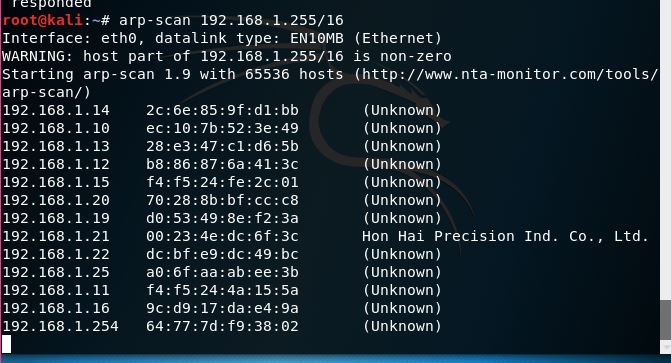 responded
root@kali:~# arp-scan 192.168.1.255/16
Interface: eth0, datalink type: EN10MB (Ethernet)
WARNING: host part of 192.168.1.255/16 is non-zero
Starting arp-scan 1.9 with 65536 hosts (http://www.nta-monitor.com/tools/
arp-scan/)
192.168.1.14 2c:6e:85:9f:d1:bb (Unknown)
192.168.1.10 ec:10:7b:52:3e:49 (Unknown)
192.168.1.13 28:e3:47:c1:d6:5b (Unknown)
192.168.1.12 b8:86:87:6a:41:3c (Unknown)
192.168.1.15 f4:f5:24:fe:2c:01 (Unknown)
192.168.1.20 70:28:8b:bf:cc:c8 (Unknown)
192.168.1.19 d0:53:49:8e:f2:3a (Unknown)
192.168.1.21 00:23:4e:dc:6f:3c Hon Hai Precision Ind. Co., Ltd.
192.168.1.22 dc:bf:e9:dc:49:bc (Unknown)
192.168.1.25 a0:6f:aa:ab:ee:3b (Unknown)
192.168.1.11 f4:f5:24:4a:15:5a (Unknown)
192.168.1.16 9c:d9:17:da:e4:9a (Unknown)
192.168.1.254 64:77:7d:f9:38:02 (Unknown)